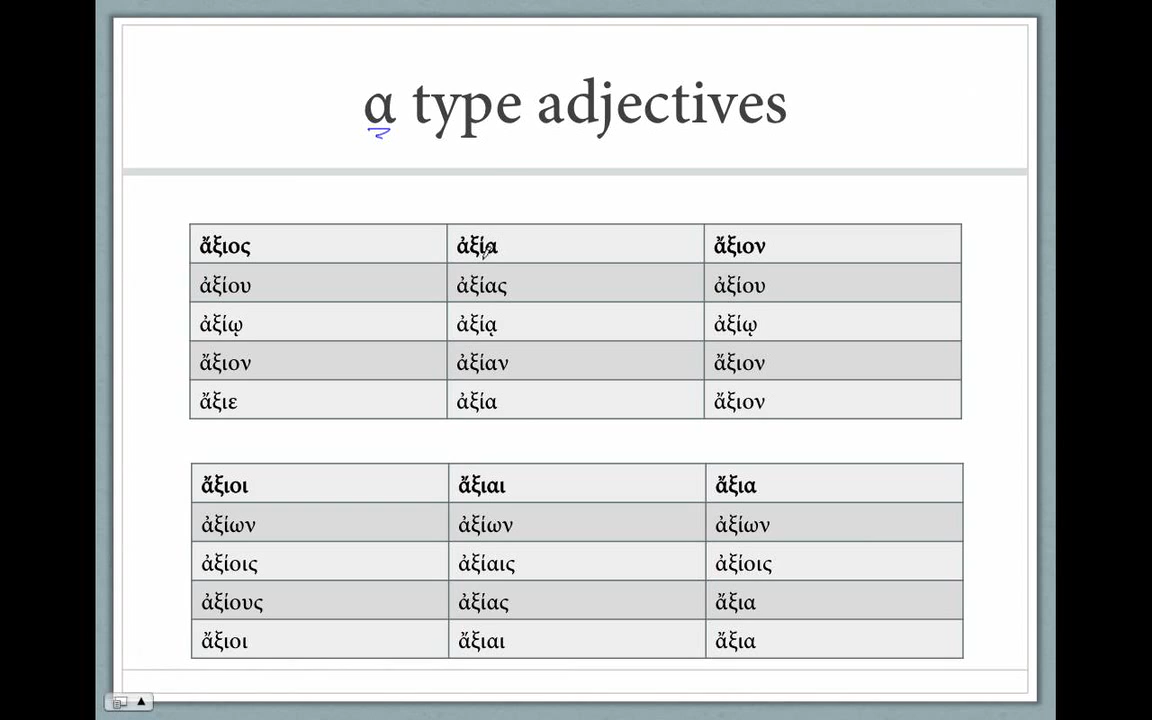 α type adjectives
ἄξιος ἀξία ἄξιον
ἀξίου ἀξίας ἀξίου
ἀξίῳ ἀξίᾳ ἀξίῳ
ἄξιον ἀξίαν ἄξιον
ἄξιε ἀξία ἄξιον
ἄξιοι ἄξιαι ἄξια
ἀξίων ἀξίων ἀξίων
ἀξίοις ἀξίαις ἀξίοις
ἀξίους ἀξίας ἄξια
ἄξιοι ἄξιαι ἄξια